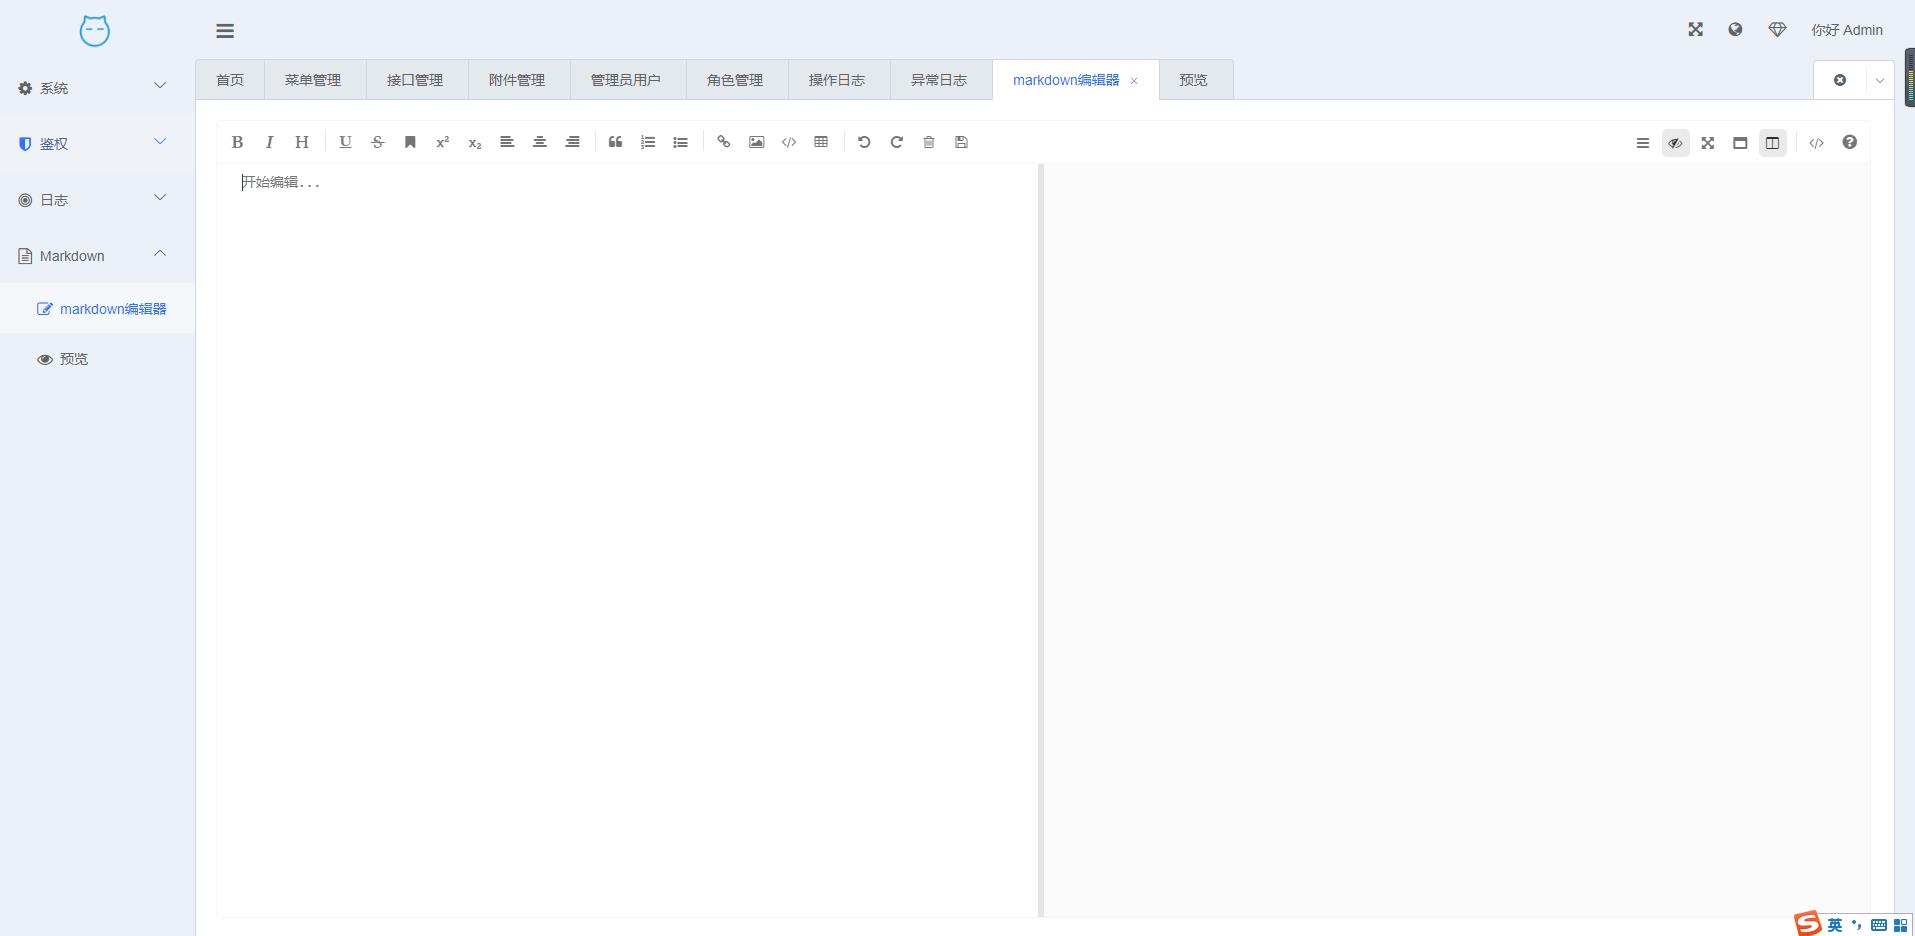 你好 Admin
首页 菜单管理 接口管理 附件管理 管理员用户 角色管理 操作日志 异常日志 markdown编辑器 × 预览
系统
鉴权
日志
Markdown
markdown编辑器
预览
B I H U S x² x₂
开始编辑...
英